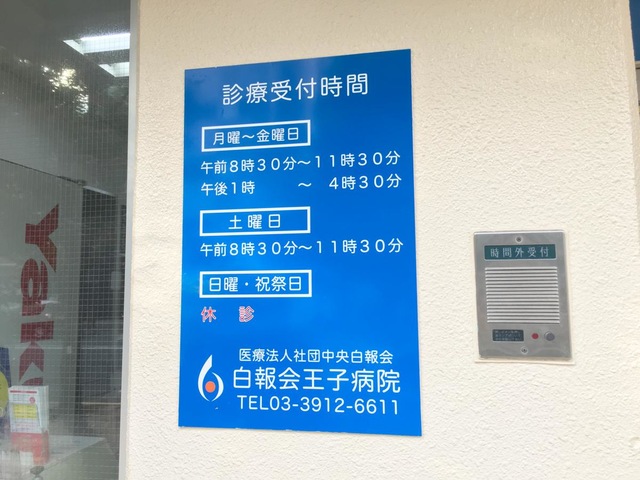 診療受付時間
月曜～金曜日
午前8時30分～11時30分
午後1時　～　4時30分
土曜日
午前8時30分～11時30分
日曜・祝祭日
休　診
医療法人社団中央白報会
白報会王子病院
TEL03-3912-6611
時間外受付
Yaku